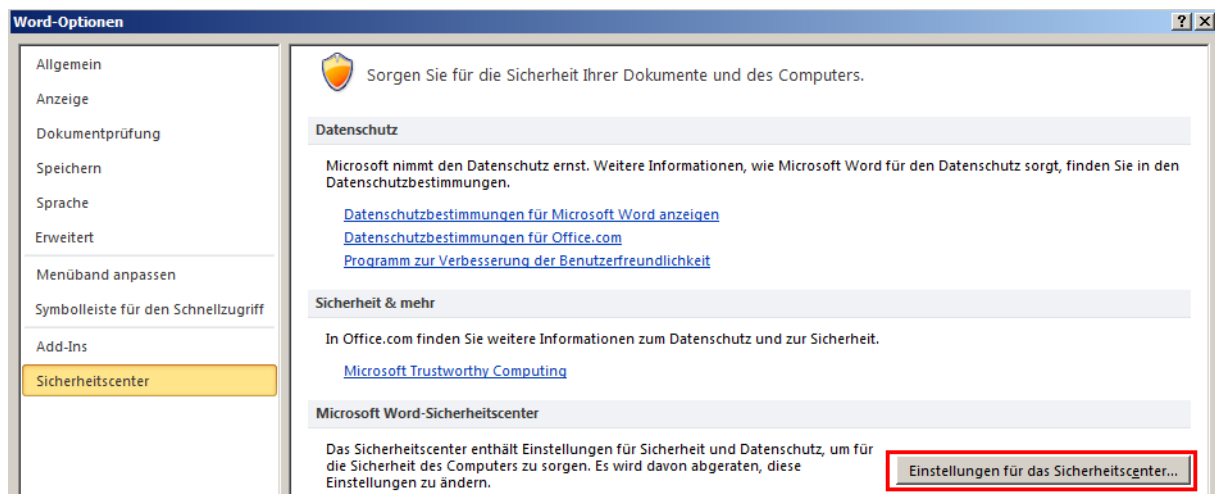 Word-Optionen
Allgemein
Anzeige
Dokumentprüfung
Speichern
Sprache
Erweitert
Menüband anpassen
Symbolleiste für den Schnellzugriff
Add-Ins
Sicherheitscenter
Sorgen Sie für die Sicherheit Ihrer Dokumente und des Computers.
Datenschutz
Microsoft nimmt den Datenschutz ernst. Weitere Informationen, wie Microsoft Word für den Datenschutz sorgt, finden Sie in den
Datenschutzbestimmungen.
Datenschutzbestimmungen für Microsoft Word anzeigen
Datenschutzbestimmungen für Office.com
Programm zur Verbesserung der Benutzerfreundlichkeit
Sicherheit & mehr
In Office.com finden Sie weitere Informationen zum Datenschutz und zur Sicherheit.
Microsoft Trustworthy Computing
Microsoft Word-Sicherheitscenter
Das Sicherheitscenter enthält Einstellungen für Sicherheit und Datenschutz, um für
die Sicherheit des Computers zu sorgen. Es wird davon abgeraten, diese
Einstellungen zu ändern.
Einstellungen für das Sicherheitscenter...